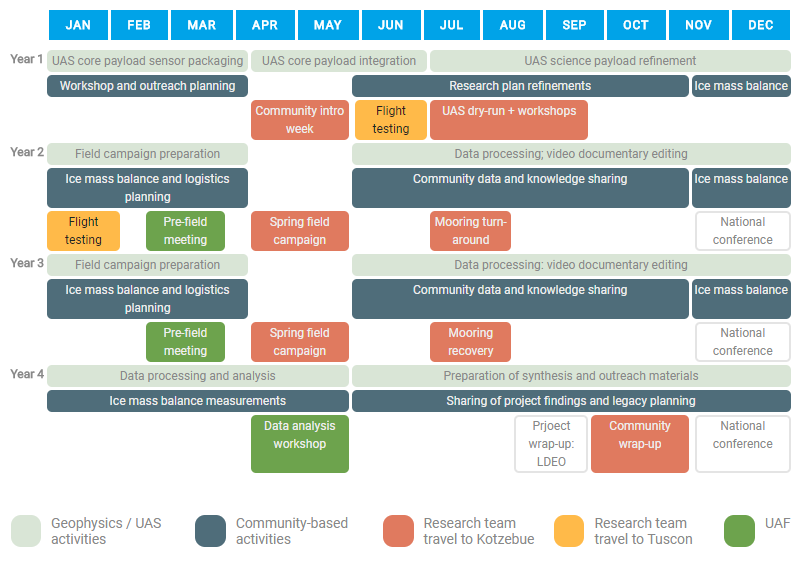 JAN FEB MAR APR MAY JUN JUL AUG SEP OCT NOV DEC
Year 1
UAS core payload sensor packaging
UAS core payload integration
UAS science payload refinement
Workshop and outreach planning
Research plan refinements
Ice mass balance
Community intro
week
Flight
testing
UAS dry-run + workshops
Year 2
Field campaign preparation
Data processing; video documentary editing
Ice mass balance and logistics
planning
Community data and knowledge sharing
Ice mass balance
Flight
testing
Pre-field
meeting
Spring field
campaign
Mooring turn-
around
National
conference
Year 3
Field campaign preparation
Data processing: video documentary editing
Ice mass balance and logistics
planning
Community data and knowledge sharing
Ice mass balance
Pre-field
meeting
Spring field
campaign
Mooring
recovery
National
conference
Year 4
Data processing and analysis
Preparation of synthesis and outreach materials
Ice mass balance measurements
Sharing of project findings and legacy planning
Data analysis
workshop
Prjoect
wrap-up:
LDEO
Community
wrap-up
National
conference
Geophysics / UAS
activities
Community-based
activities
Research team
travel to Kotzebue
Research team
travel to Tuscon
UAF